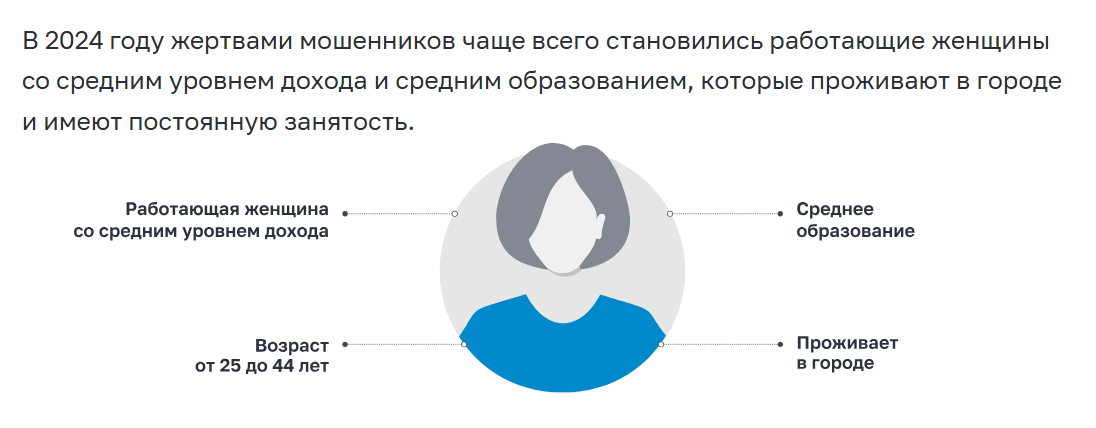 В 2024 году жертвами мошенников чаще всего становились работающие женщины
со средним уровнем дохода и средним образованием, которые проживают в городе
и имеют постоянную занятость.
Работающая женщина
со средним уровнем дохода
Среднее
образование
Возраст
от 25 до 44 лет
Проживает
в городе